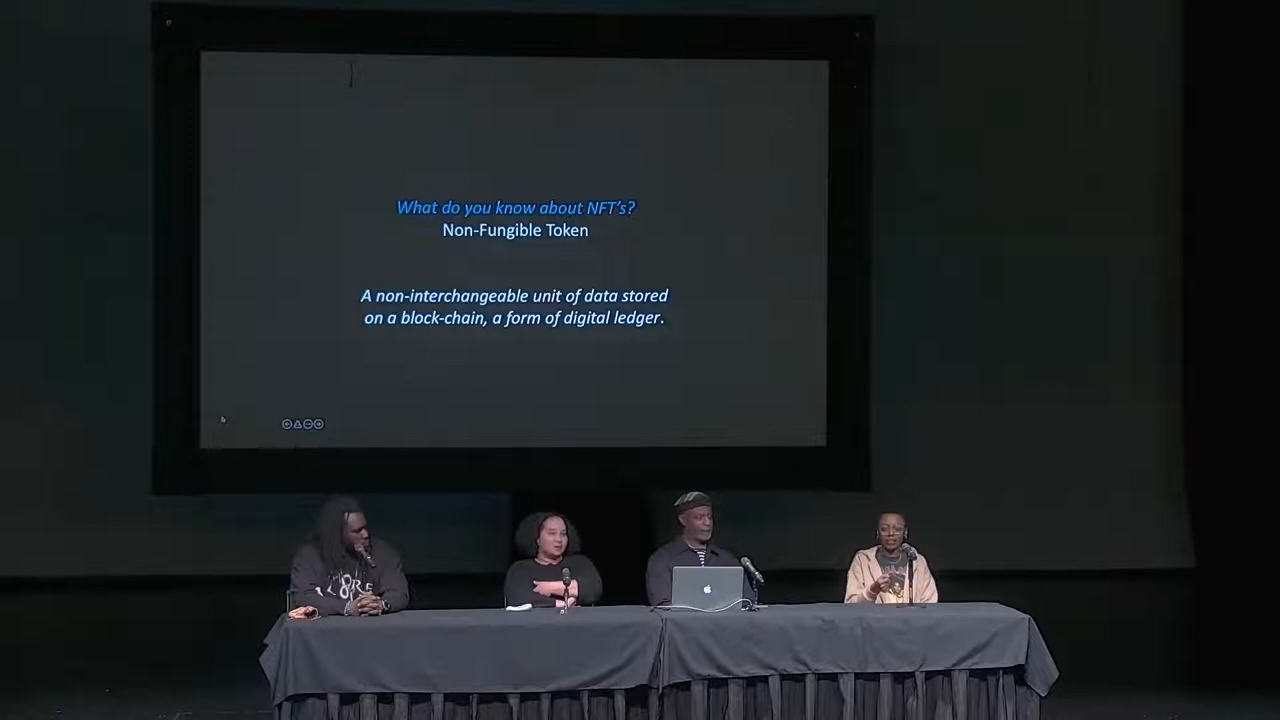 What do you know about NFT's?
Non-Fungible Token
A non-interchangeable unit of data stored
on a block-chain, a form of digital ledger.